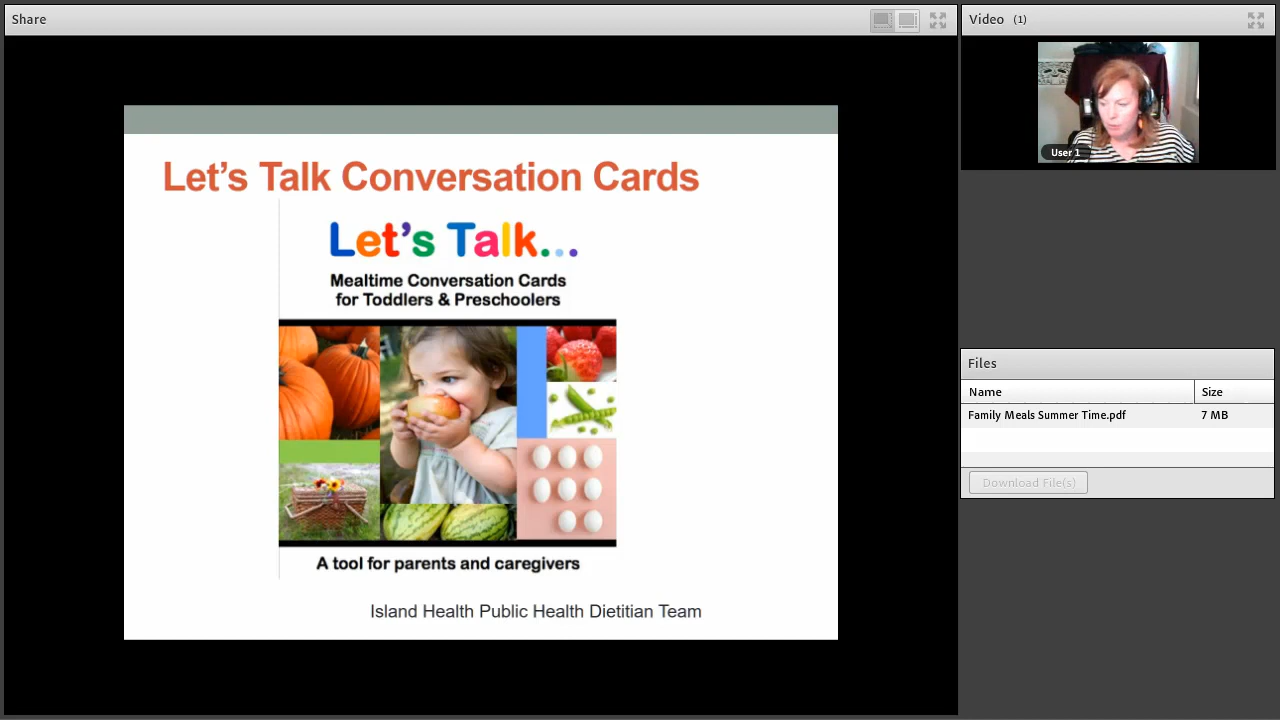 Share
Let's Talk Conversation Cards
Let's Talk...
Mealtime Conversation Cards
for Toddlers & Preschoolers
A tool for parents and caregivers
Island Health Public Health Dietitian Team
Video (1)
User 1
Files
Name Size
Family Meals Summer Time.pdf 7 MB
Download File(s)